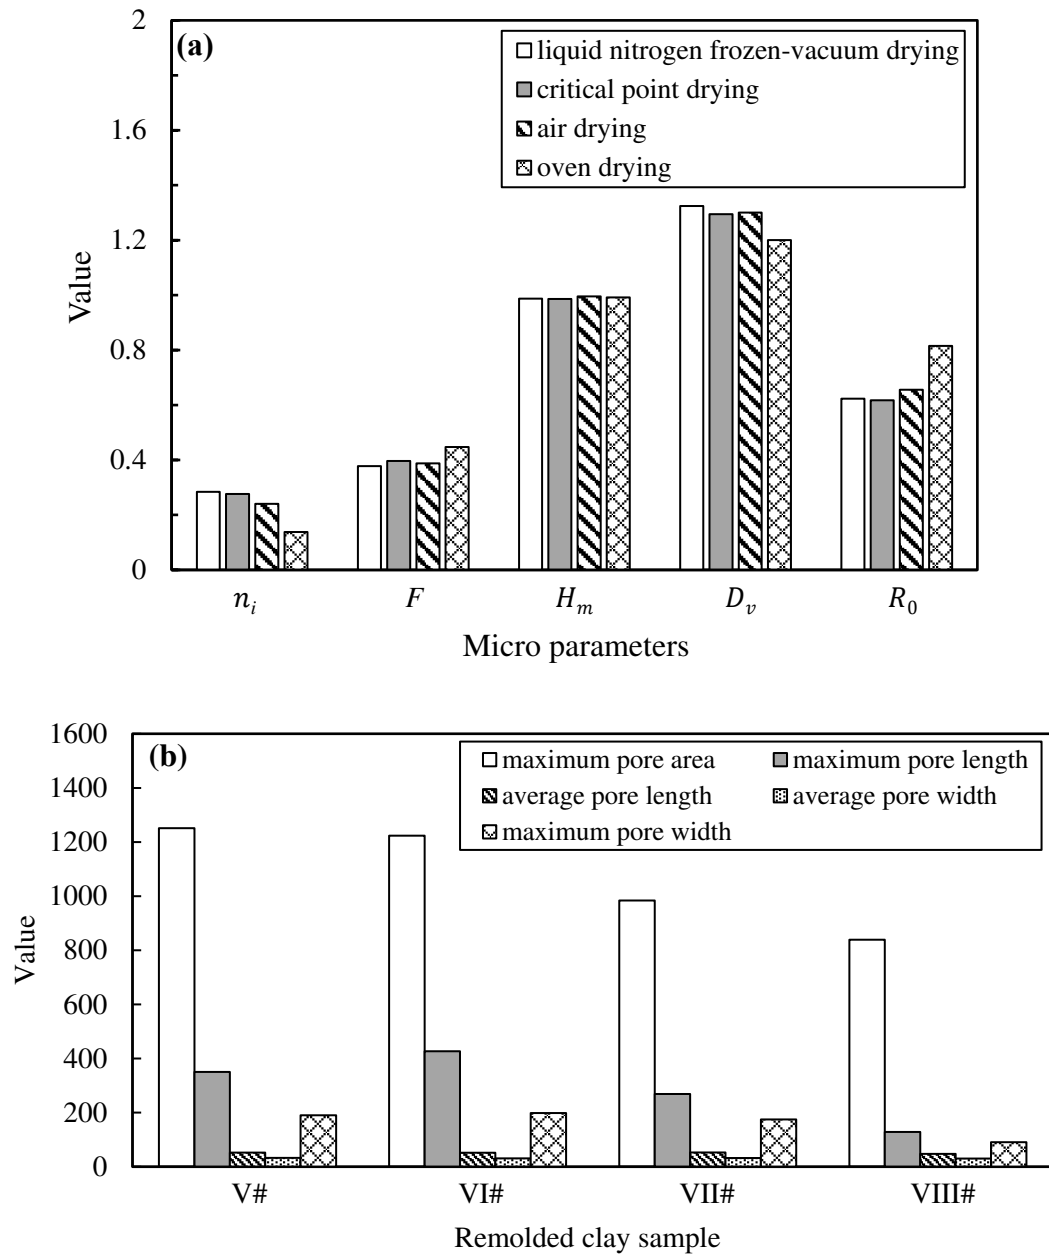 (a)
liquid nitrogen frozen-vacuum drying
critical point drying
air drying
oven drying
2
1.6
1.2
0.8
0.4
0
Value
n_i F H_m D_v R_0
Micro parameters
(b)
maximum pore area maximum pore length
average pore length average pore width
maximum pore width
1600
1400
1200
1000
800
600
400
200
0
Value
V# VI# VII# VIII#
Remolded clay sample